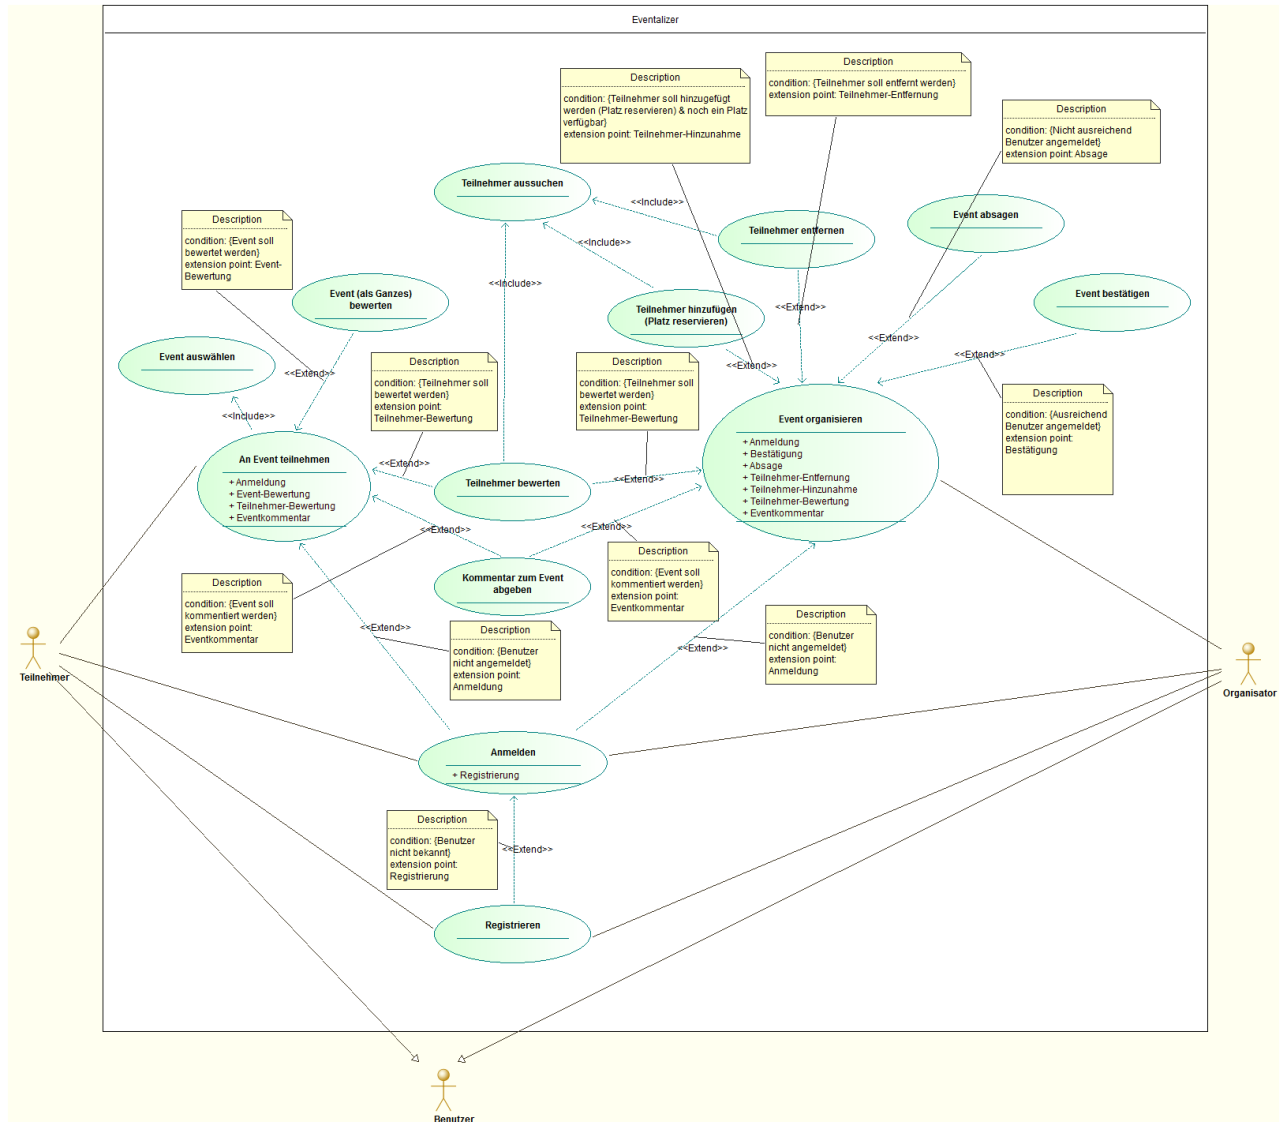 Eventalizer
Description
condition: {Teilnehmer soll entfernt werden}
extension point: Teilnehmer-Entfernung
Description
condition: {Teilnehmer soll hinzugefügt
werden (Platz reservieren) & noch ein Platz
verfügbar}
extension point: Teilnehmer-Hinzunahme
Description
condition: {Nicht ausreichend
Benutzer angemeldet}
extension point: Absage
Teilnehmer aussuchen
<<Include>>
Teilnehmer entfernen
Event absagen
Description
condition: {Event soll
bewertet werden}
extension point: Event-
Bewertung
<<Include>>
<<Include>>
Event (als Ganzes)
bewerten
Teilnehmer hinzufügen
(Platz reservieren)
<<Extend>>
Event bestätigen
Event auswählen
<<Extend>>
<<Extend>>
<<Extend>>
<<Extend>>
Description
condition: {Teilnehmer soll
bewertet werden}
extension point:
Teilnehmer-Bewertung
Description
condition: {Teilnehmer soll
bewertet werden}
extension point:
Teilnehmer-Bewertung
Description
condition: {Ausreichend
Benutzer angemeldet}
extension point:
Bestätigung
<<Include>>
An Event teilnehmen
+ Anmeldung
+ Event-Bewertung
+ Teilnehmer-Bewertung
+ Eventkommentar
<<Extend>>
Teilnehmer bewerten
<<Extend>>
Event organisieren
+ Anmeldung
+ Bestätigung
+ Absage
+ Teilnehmer-Entfernung
+ Teilnehmer-Hinzunahme
+ Teilnehmer-Bewertung
+ Eventkommentar
<<Extend>>
<<Extend>>
Description
condition: {Event soll
kommentiert werden}
extension point:
Eventkommentar
Kommentar zum Event
abgeben
Description
condition: {Event soll
kommentiert werden}
extension point:
Eventkommentar
<<Extend>>
Description
condition: {Benutzer
nicht angemeldet}
extension point:
Anmeldung
<<Extend>>
Description
condition: {Benutzer
nicht angemeldet}
extension point:
Anmeldung
Teilnehmer
Organisator
Anmelden
+ Registrierung
Description
condition: {Benutzer
nicht bekannt}
extension point:
Registrierung
<<Extend>>
Registrieren
Benutzer